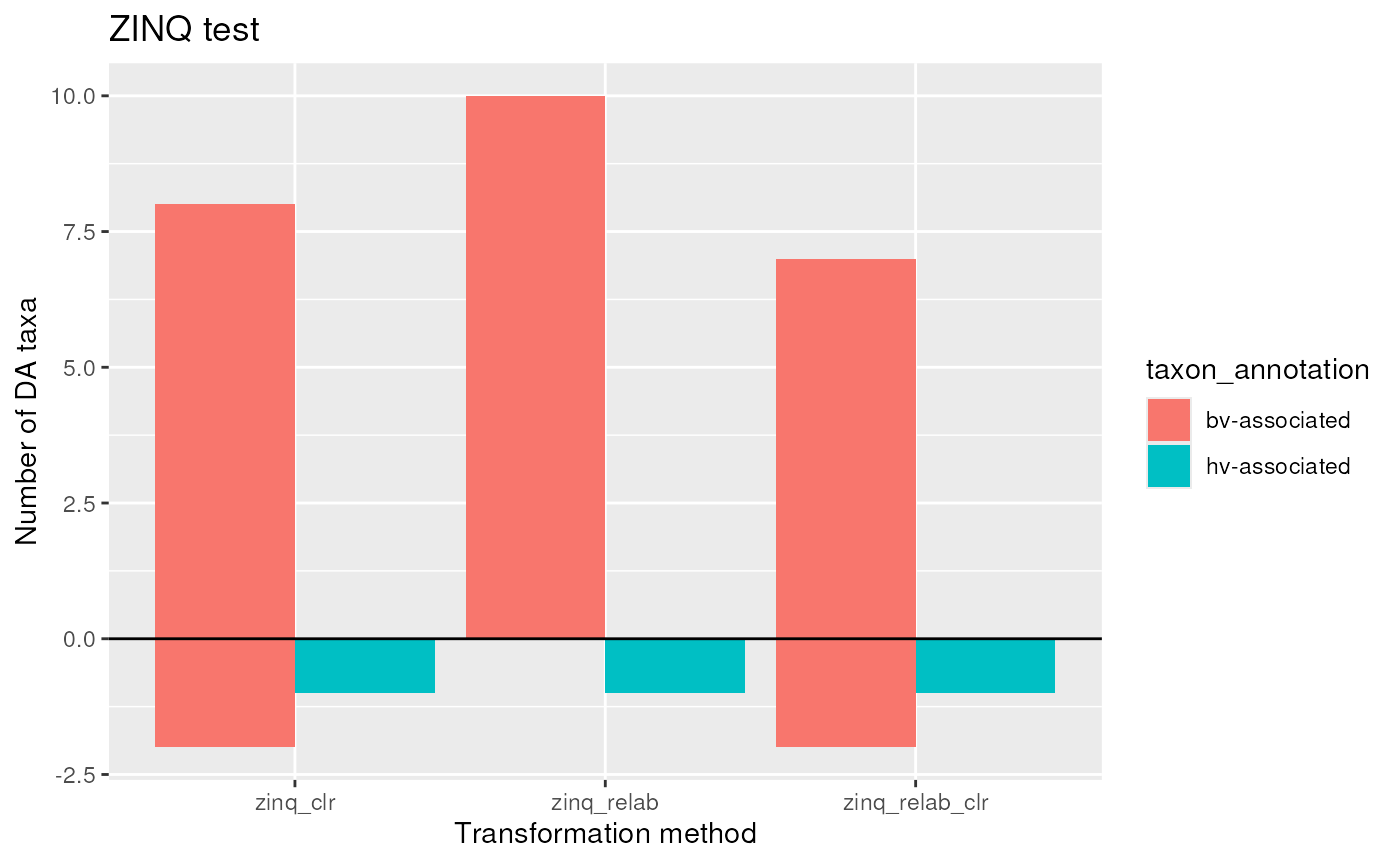 ZINQ test
10.0
7.5
5.0
2.5
0.0
-2.5
Number of DA taxa
zinq_clr
zinq_relab
zinq_relab_clr
Transformation method
taxon_annotation
bv-associated
hv-associated